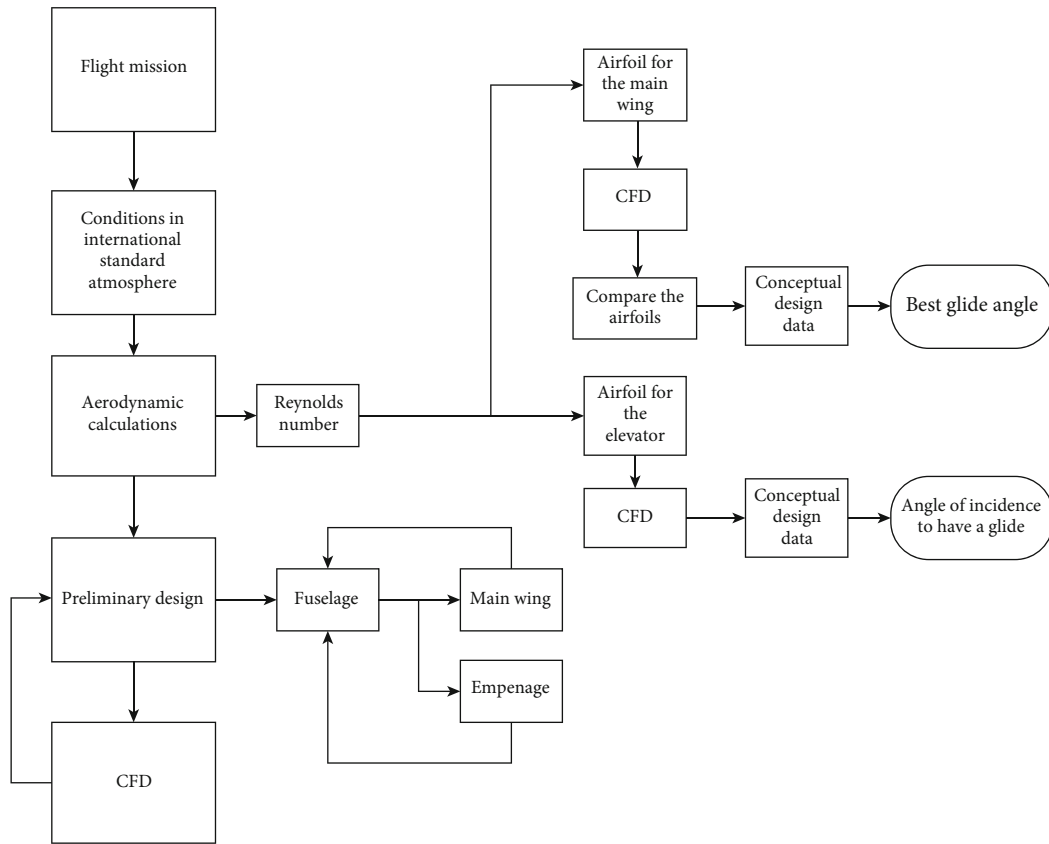 Flight mission
Conditions in
international
standard
atmosphere
Aerodynamic
calculations
Reynolds
number
Airfoil for
the main
wing
CFD
Compare the
airfoils
Conceptual
design
data
Best glide angle
Airfoil for
the
elevator
CFD
Conceptual
design
data
Angle of incidence
to have a glide
Preliminary design
Fuselage
Main wing
Empenage
CFD